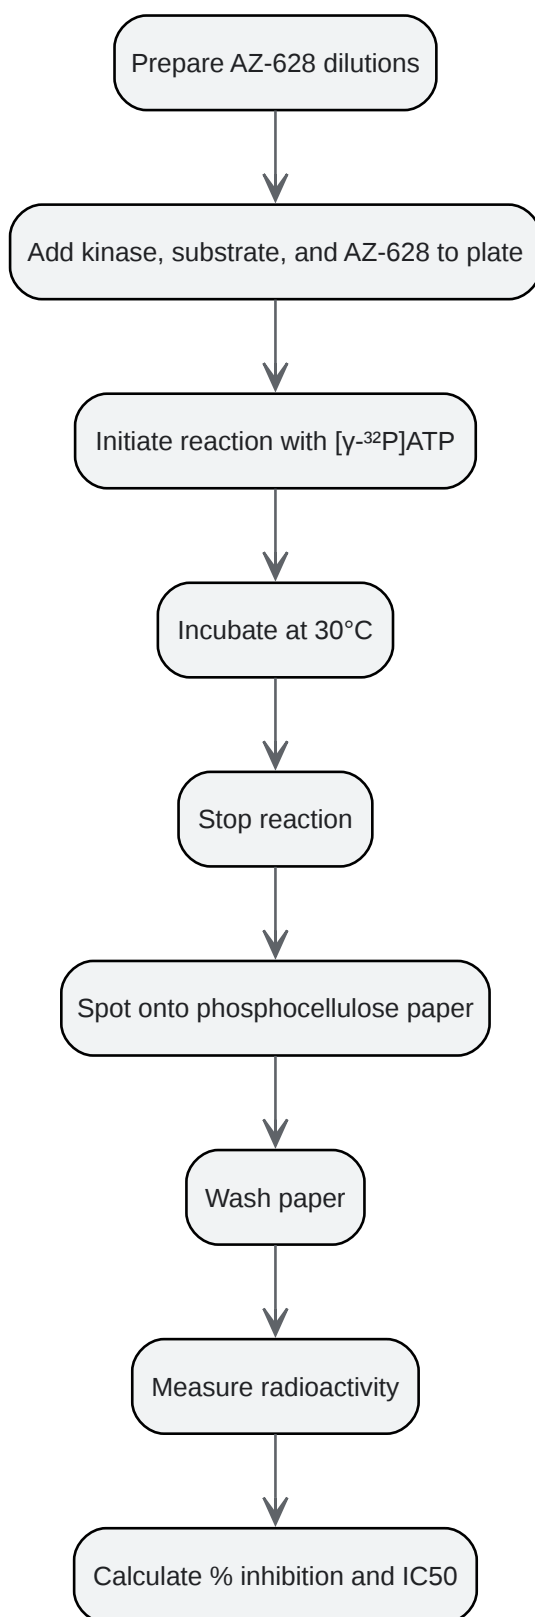 Prepare AZ-628 dilutions
Add kinase, substrate, and AZ-628 to plate
Initiate reaction with [γ-³²P]ATP
Incubate at 30°C
Stop reaction
Spot onto phosphocellulose paper
Wash paper
Measure radioactivity
Calculate % inhibition and IC50